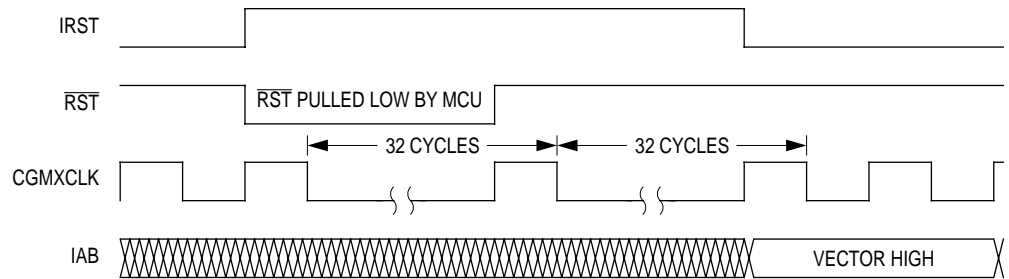 IRST
RST
RST PULLED LOW BY MCU
32 CYCLES
32 CYCLES
CGMXCLK
IAB
VECTOR HIGH